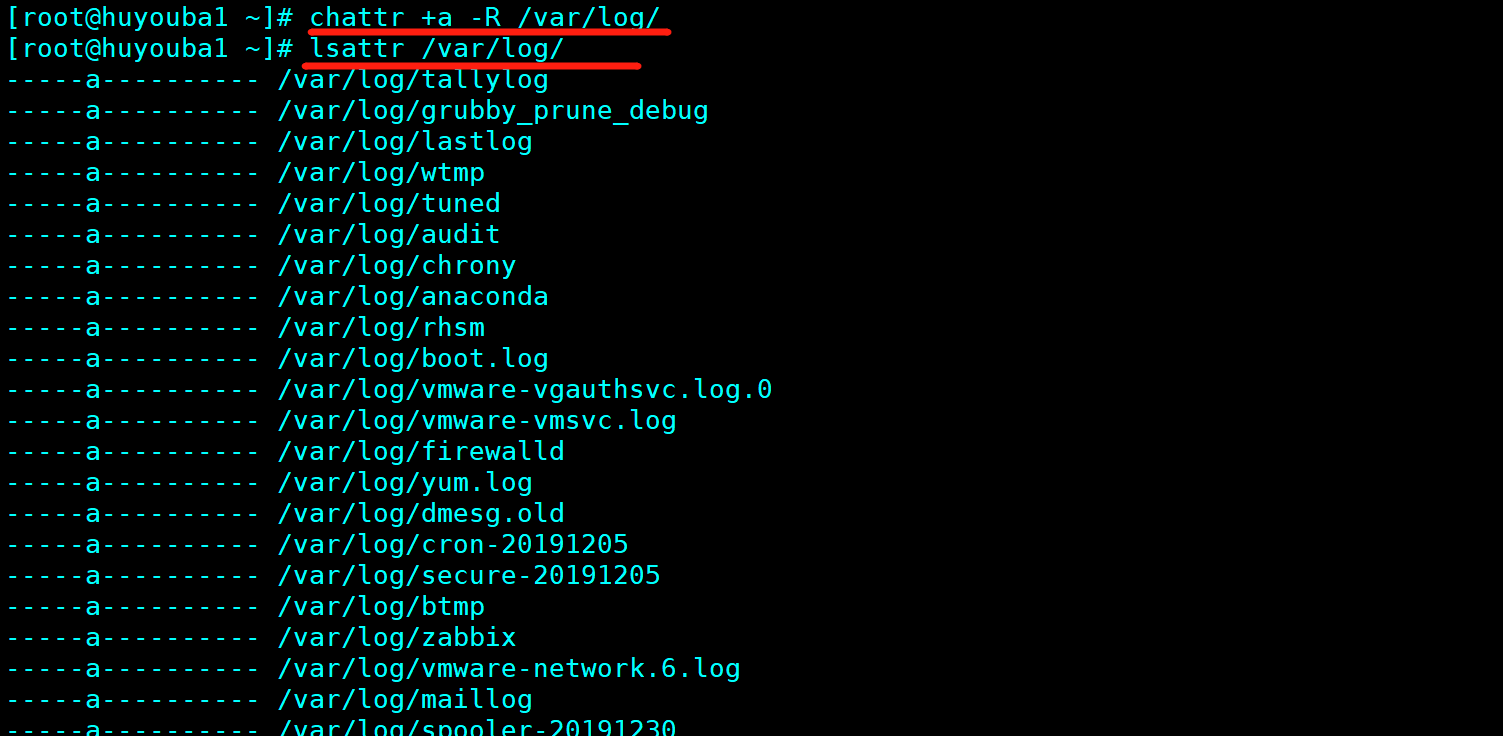 [root@huyouba1 ~]# chattr +a -R /var/log/
[root@huyouba1 ~]# lsattr /var/log/
-----a---------- /var/log/tallylog
-----a---------- /var/log/grubby_prune_debug
-----a---------- /var/log/lastlog
-----a---------- /var/log/wtmp
-----a---------- /var/log/tuned
-----a---------- /var/log/audit
-----a---------- /var/log/chrony
-----a---------- /var/log/anaconda
-----a---------- /var/log/rhsm
-----a---------- /var/log/boot.log
-----a---------- /var/log/vmware-vgauthsvc.log.0
-----a---------- /var/log/vmware-vmsvc.log
-----a---------- /var/log/firewalld
-----a---------- /var/log/yum.log
-----a---------- /var/log/dmesg.old
-----a---------- /var/log/cron-20191205
-----a---------- /var/log/secure-20191205
-----a---------- /var/log/btmp
-----a---------- /var/log/zabbix
-----a---------- /var/log/vmware-network.6.log
-----a---------- /var/log/maillog
-----a---------- /var/log/spooler-20191230